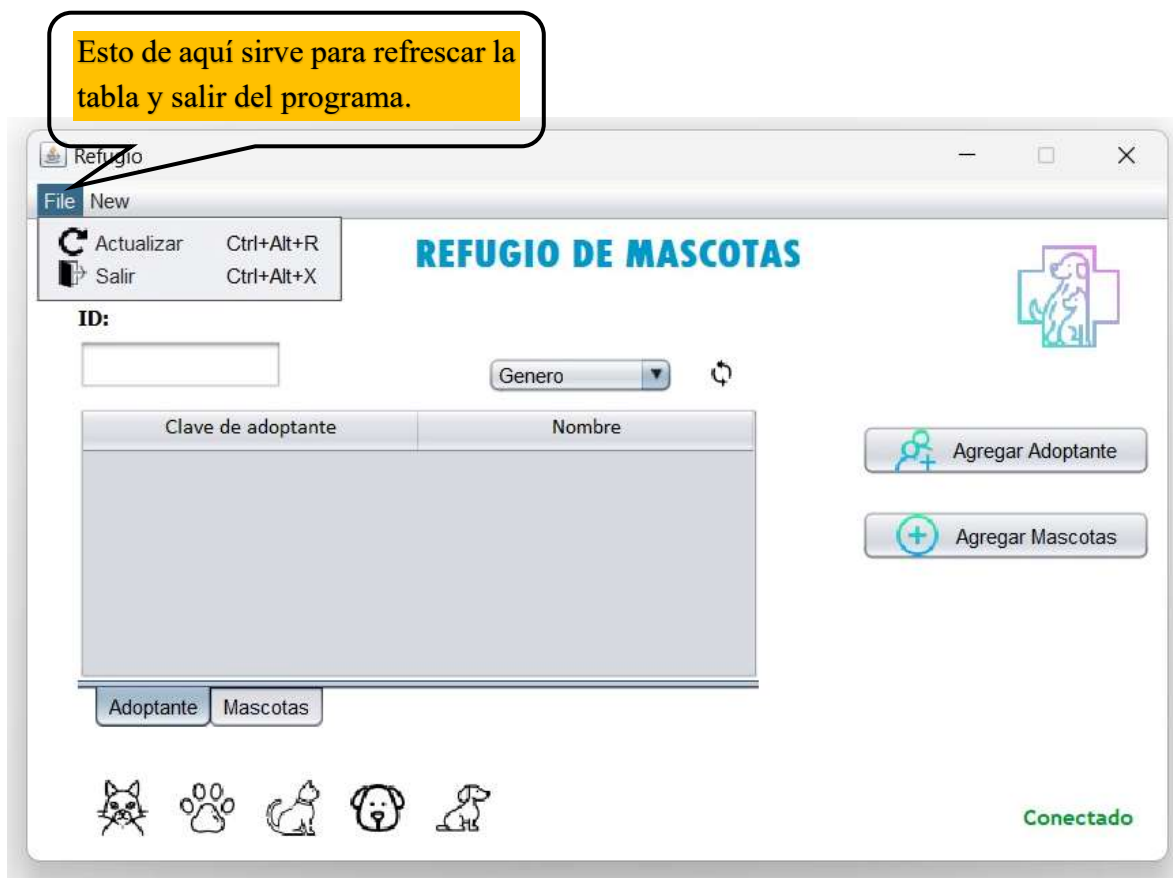 Esto de aquí sirve para refrescar la
tabla y salir del programa.
Refugio
File New
Actualizar Ctrl+Alt+R
Salir Ctrl+Alt+X
REFUGIO DE MASCOTAS
ID:
Genero
Clave de adoptante Nombre
Agregar Adoptante
Agregar Mascotas
Adoptante Mascotas
Conectado